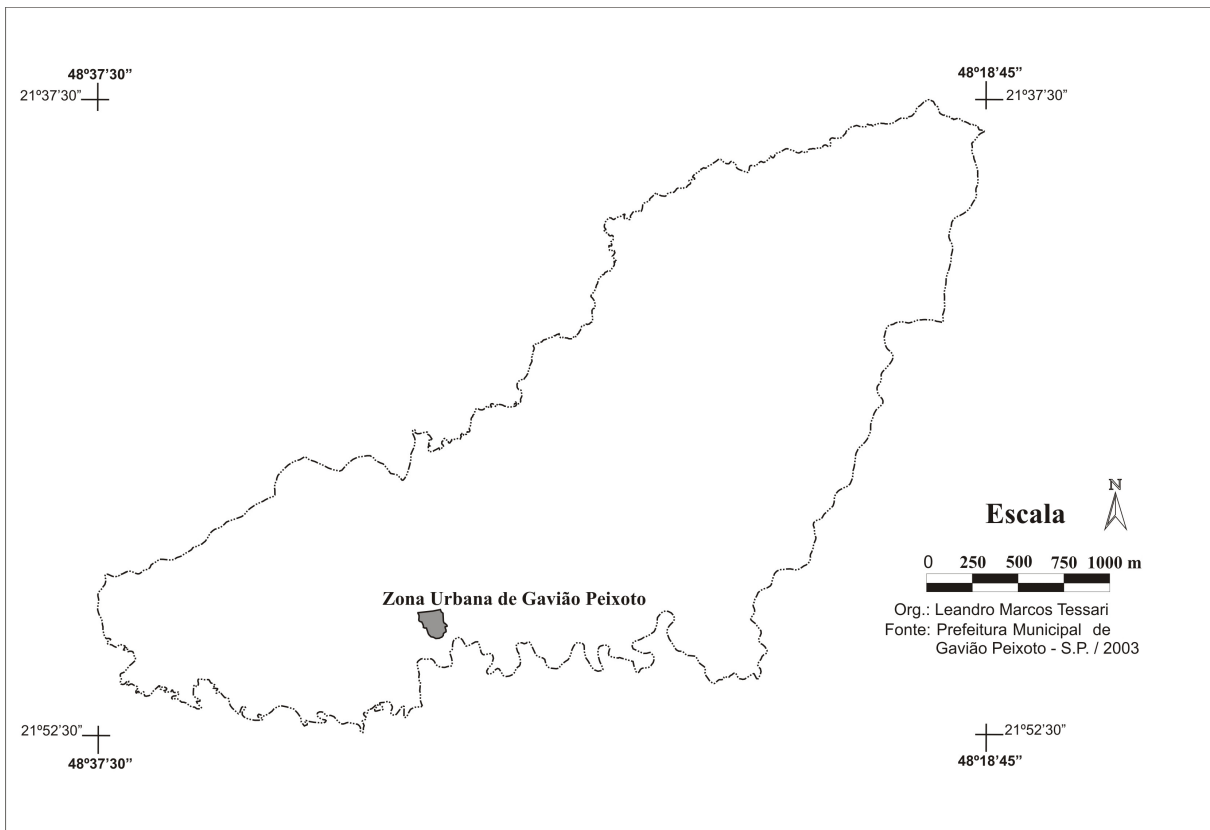 48º37'30”
48º18'45”
21º37'30”
21º37'30”
N
Escala
0 250 500 750 1000 m
Zona Urbana de Gavião Peixoto
Org.: Leandro Marcos Tessari
Fonte: Prefeitura Municipal de
Gavião Peixoto - S.P. / 2003
21º52'30”
21º52'30”
48º37'30”
48º18'45”